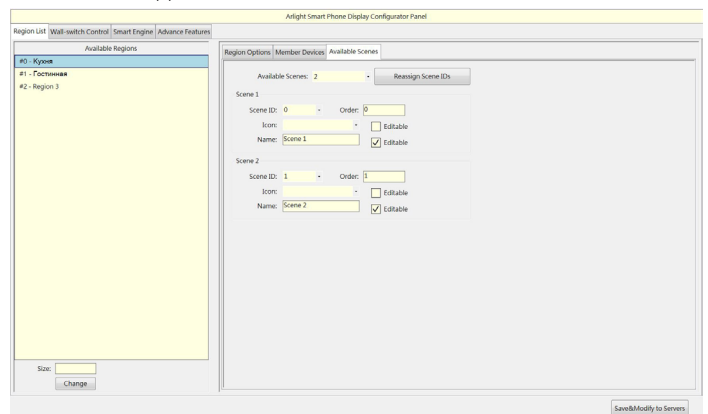 Arlight Smart Phone Display Configurator Panel
Region List Wall-switch Control Smart Engine Advance Features
Available Regions
#0 - Кухня
#1 - Гостинная
#2 - Region 3
Size:
Change
Region Options Member Devices Available Scenes
Available Scenes: 2 Reassign Scene IDs
Scene 1
Scene ID: 0 Order: 0
Icon: Editable
Name: Scene 1 Editable
Scene 2
Scene ID: 1 Order: 1
Icon: Editable
Name: Scene 2 Editable
Save&Modify to Servers